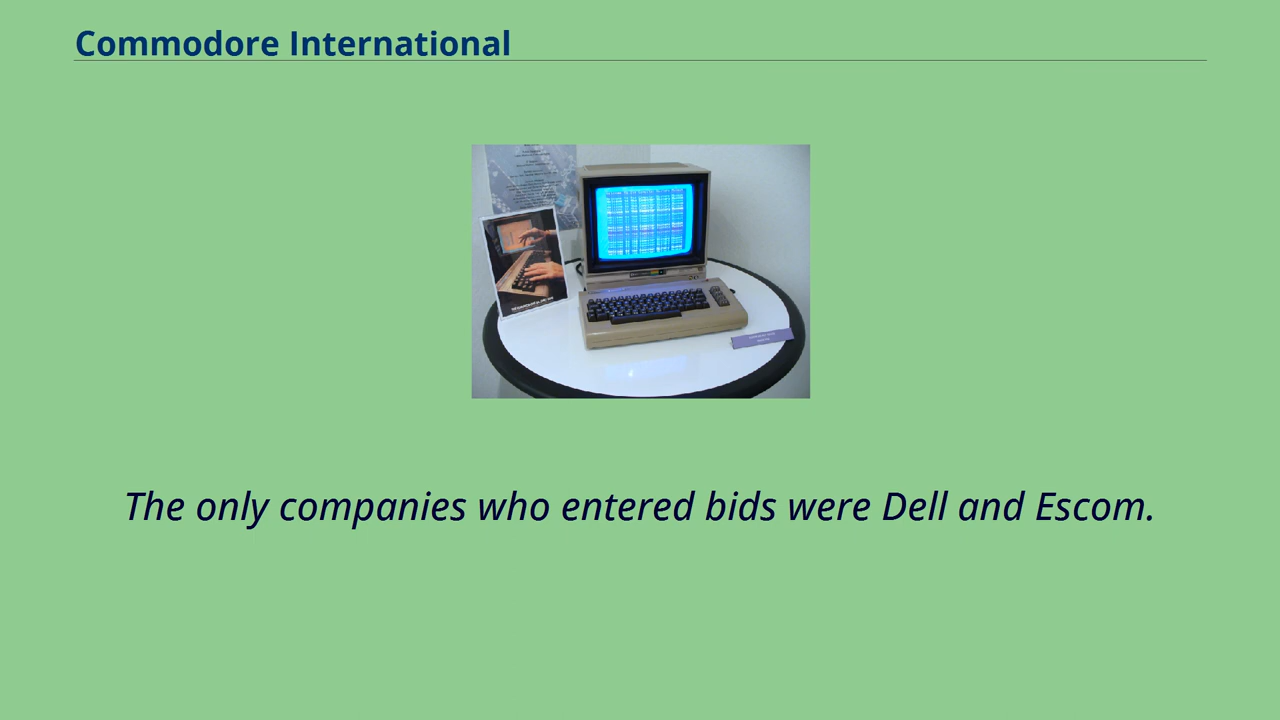 Commodore International
The only companies who entered bids were Dell and Escom.